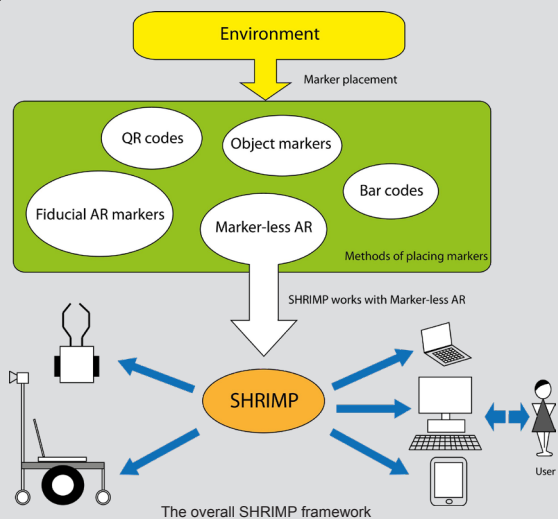 Environment
Marker placement
QR codes
Object markers
Bar codes
Fiducial AR markers
Marker-less AR
Methods of placing markers
SHRIMP works with Marker-less AR
SHRIMP
User
The overall SHRIMP framework